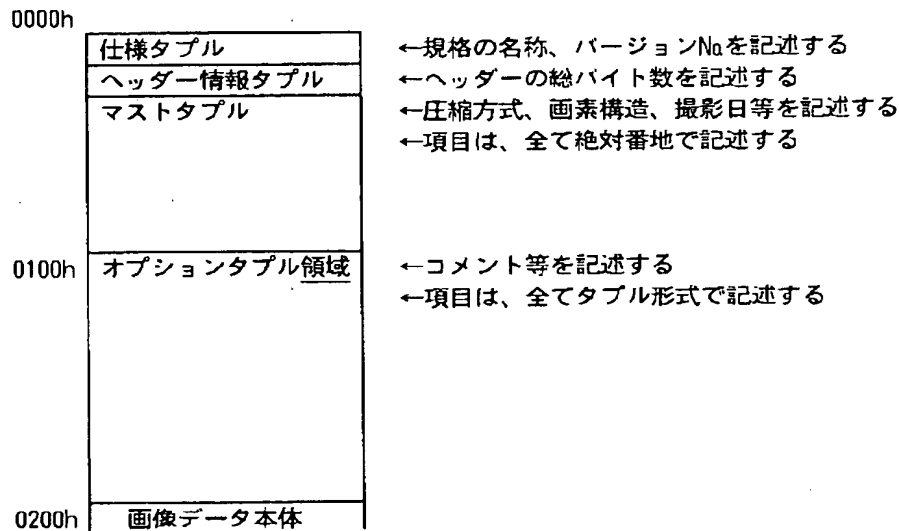 0000h
仕様タプル ←規格の名称、バージョン№を記述する
ヘッダー情報タプル ←ヘッダーの総バイト数を記述する
マストタプル ←圧縮方式、画素構造、撮影日等を記述する
←項目は、全て絶対番地で記述する
0100h オプションタプル領域 ←コメント等を記述する
←項目は、全てタプル形式で記述する
0200h 画像データ本体